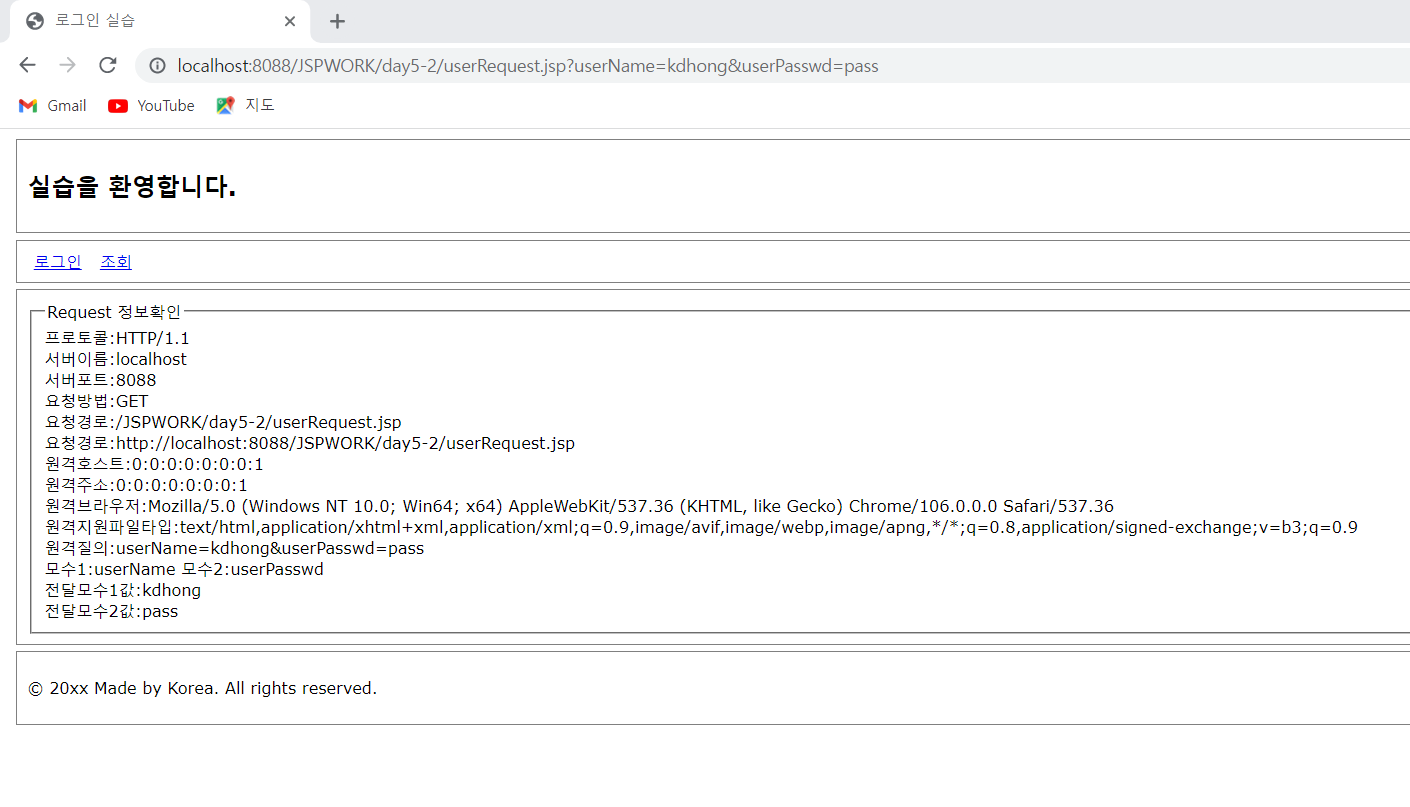 로그인 실습
localhost:8088/JSPWORK/day5-2/userRequest.jsp?userName=kdhong&userPasswd=pass
Gmail YouTube 지도
실습을 환영합니다.
로그인 조회
Request 정보확인
프로토콜:HTTP/1.1
서버이름:localhost
서버포트:8088
요청방법:GET
요청경로:/JSPWORK/day5-2/userRequest.jsp
요청경로:http://localhost:8088/JSPWORK/day5-2/userRequest.jsp
원격호스트:0:0:0:0:0:0:0:1
원격주소:0:0:0:0:0:0:0:1
원격브라우저:Mozilla/5.0 (Windows NT 10.0; Win64; x64) AppleWebKit/537.36 (KHTML, like Gecko) Chrome/106.0.0.0 Safari/537.36
원격지원파일타입:text/html,application/xhtml+xml,application/xml;q=0.9,image/avif,image/webp,image/apng,*/*;q=0.8,application/signed-exchange;v=b3;q=0.9
원격질의:userName=kdhong&userPasswd=pass
모수1:userName 모수2:userPasswd
전달모수1값:kdhong
전달모수2값:pass
© 20xx Made by Korea. All rights reserved.